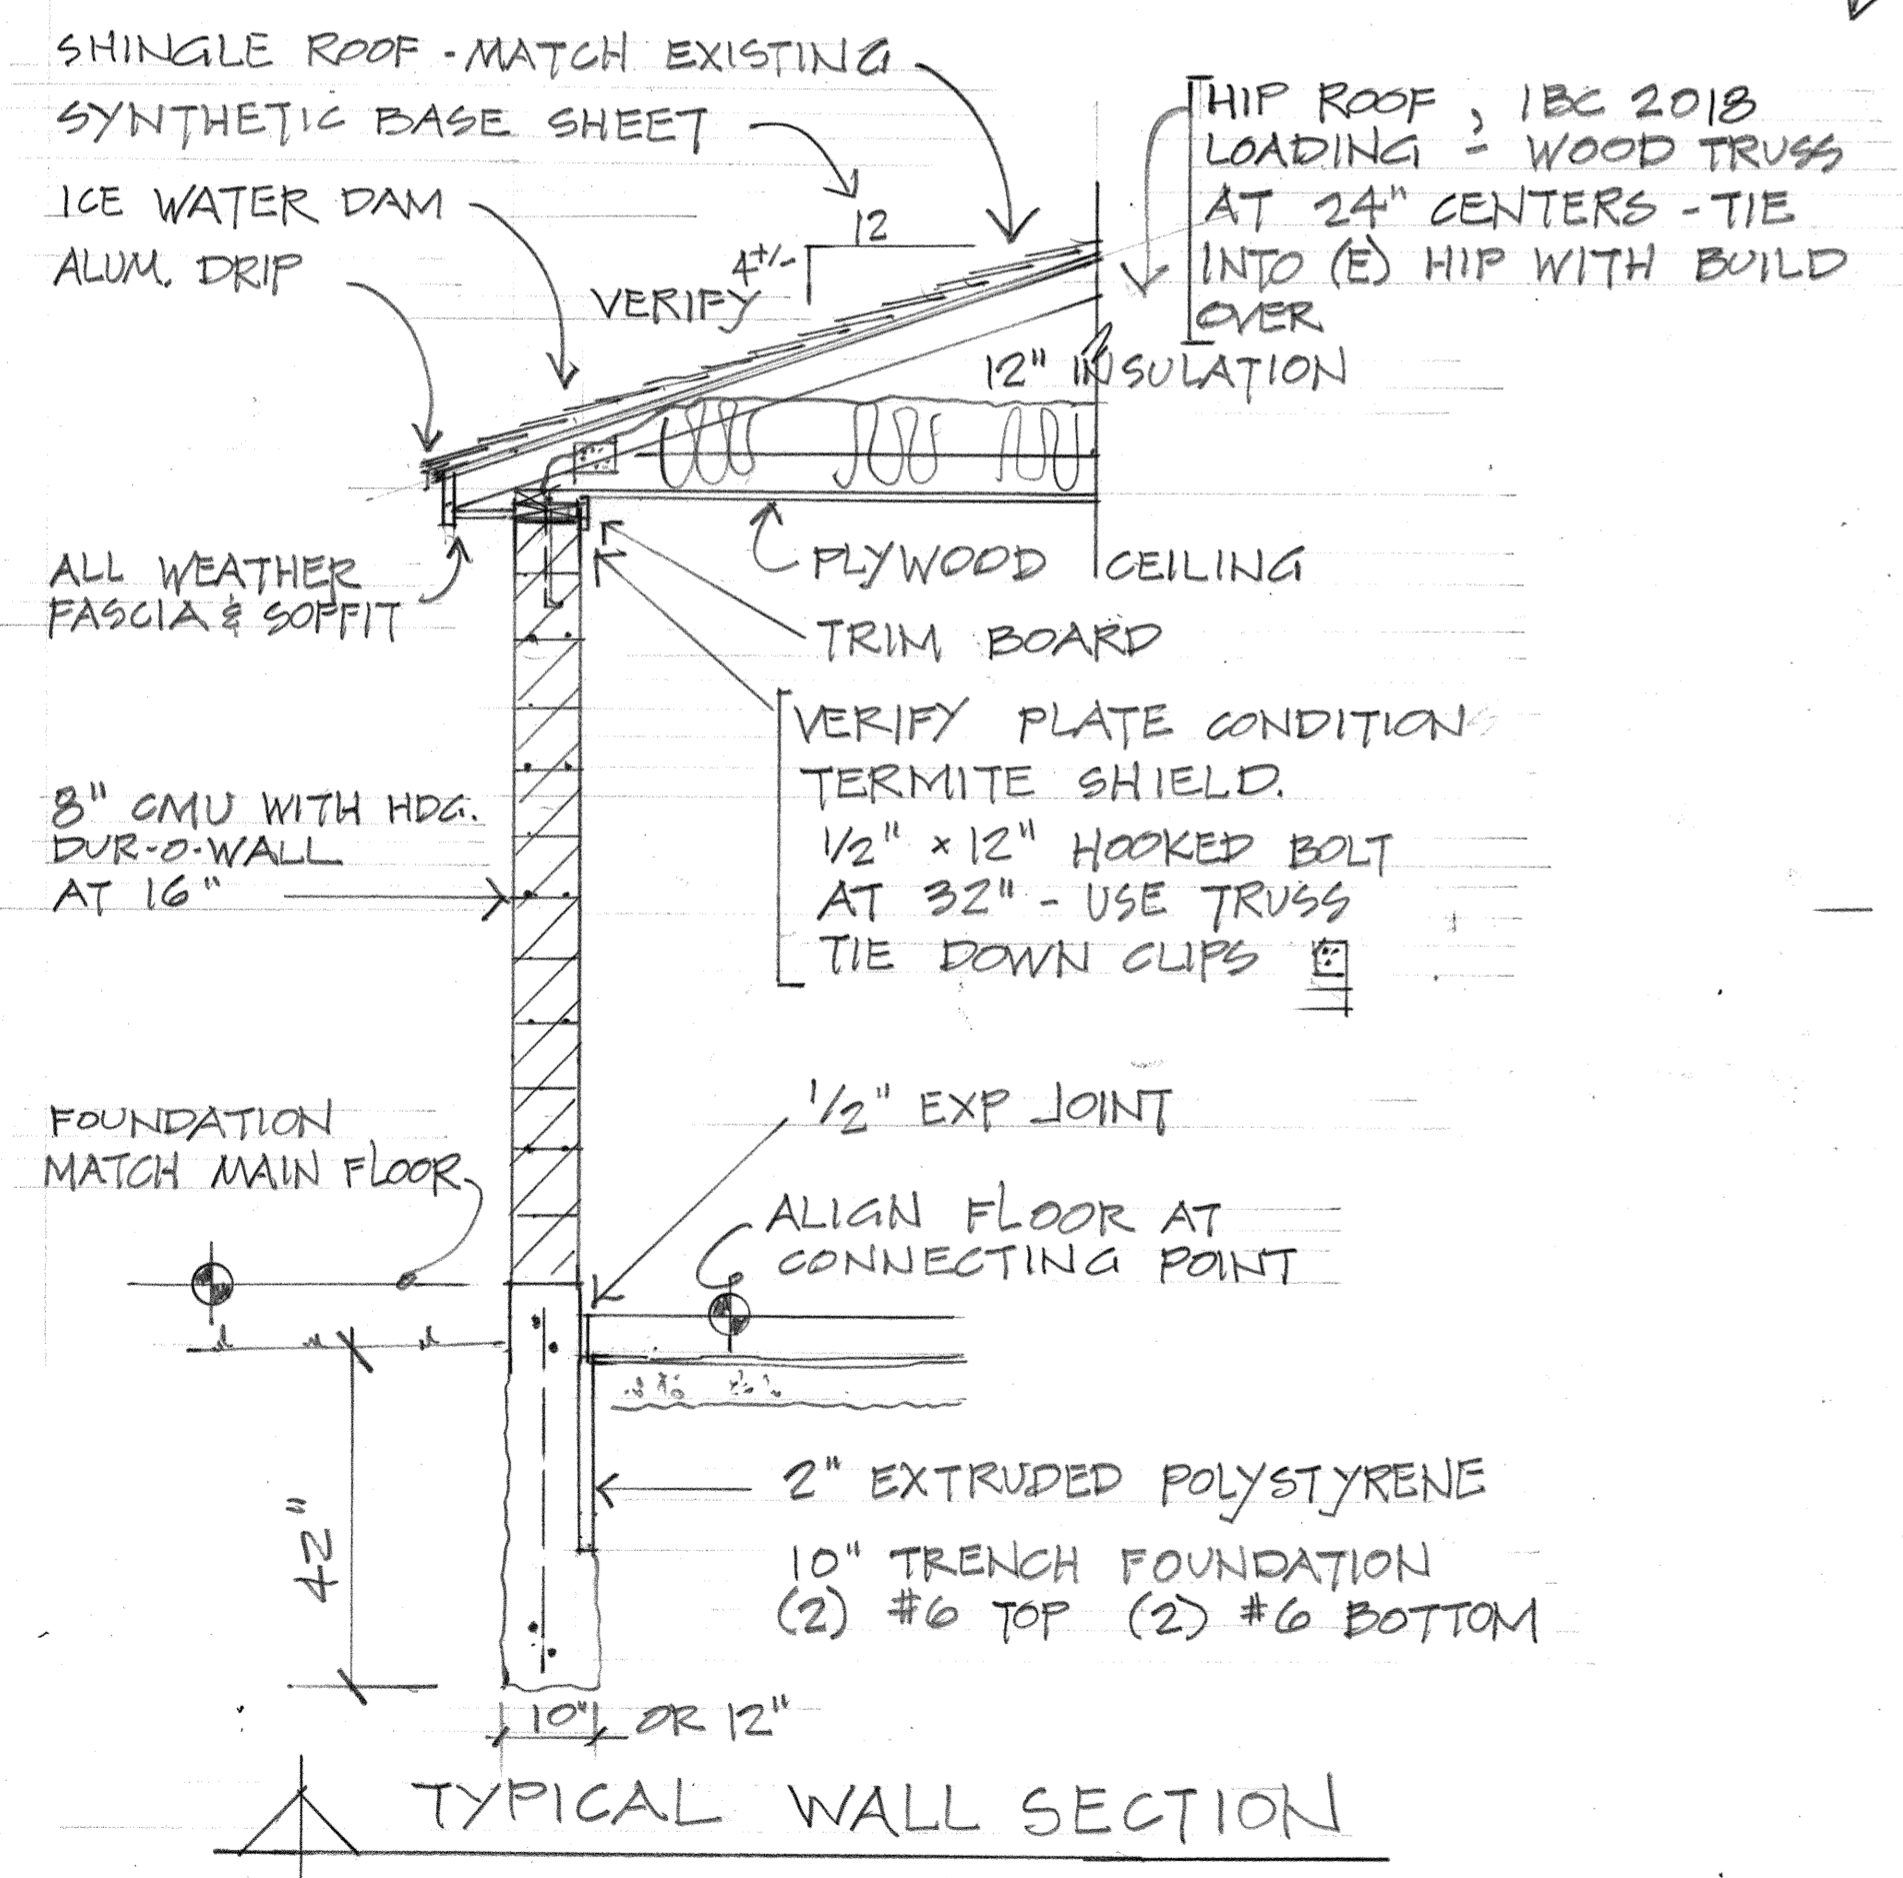 SHINGLE ROOF - MATCH EXISTING
SYNTHETIC BASE SHEET
ICE WATER DAM
ALUM. DRIP
HIP ROOF, IBC 2018
LOADING - WOOD TRUSS
AT 24" CENTERS - TIE
INTO (E) HIP WITH BUILD
OVER
12
4+/-
VERIFY
12" INSULATION
ALL WEATHER
FASCIA & SOFFIT
PLYWOOD CEILING
TRIM BOARD
VERIFY PLATE CONDITION
TERMITE SHIELD.
1/2" x 12" HOOKED BOLT
AT 32" - USE TRUSS
TIE DOWN CLIPS
8" CMU WITH HDG.
DUR-O-WALL
AT 16"
1/2" EXP JOINT
FOUNDATION
MATCH MAIN FLOOR
ALIGN FLOOR AT
CONNECTING POINT
42"
2" EXTRUDED POLYSTYRENE
10" TRENCH FOUNDATION
(2) #6 TOP (2) #6 BOTTOM
10" OR 12"
TYPICAL WALL SECTION